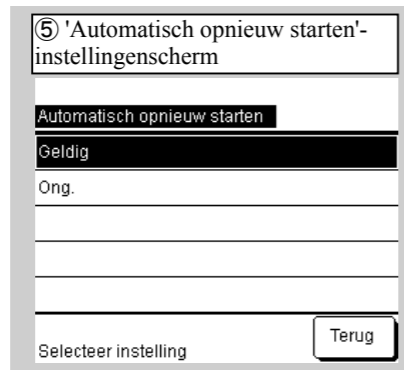 ⑤ 'Automatisch opnieuw starten'-
instellingenscherm
Automatisch opnieuw starten
Geldig
Ong.
Terug
Selecteer instelling